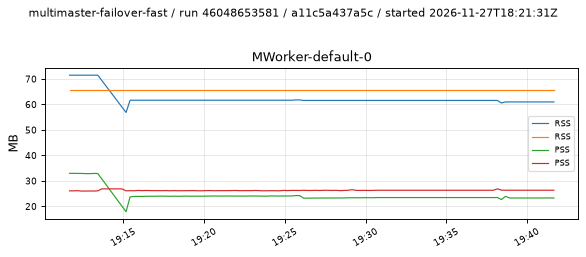 multimaster-failover-fast / run 46048653581 / a11c5a437a5c / started 2026-11-27T18:21:31Z
MWorker-default-0
MB
70
60
50
40
30
20
RSS
RSS
PSS
PSS
19:15
19:20
19:25
19:30
19:35
19:40